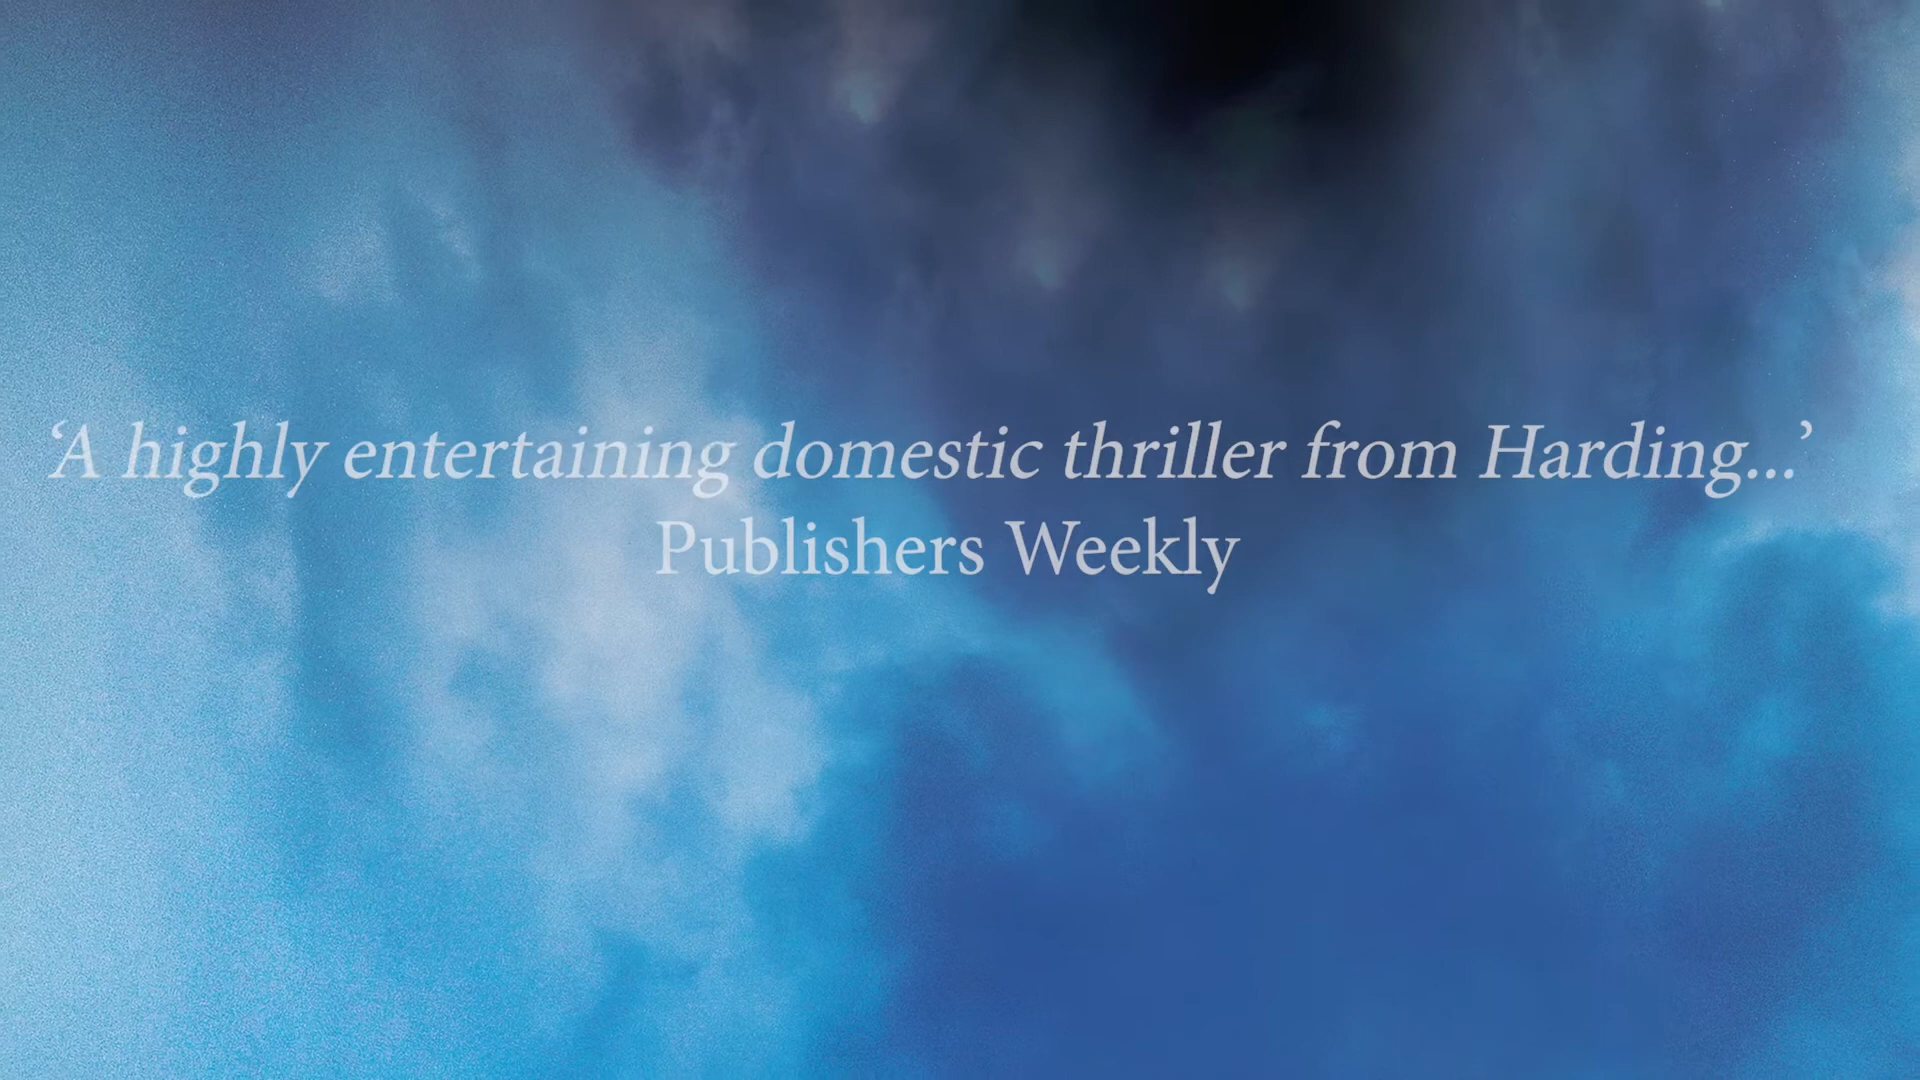 ‘A highly entertaining domestic thriller from Harding...’
Publishers Weekly